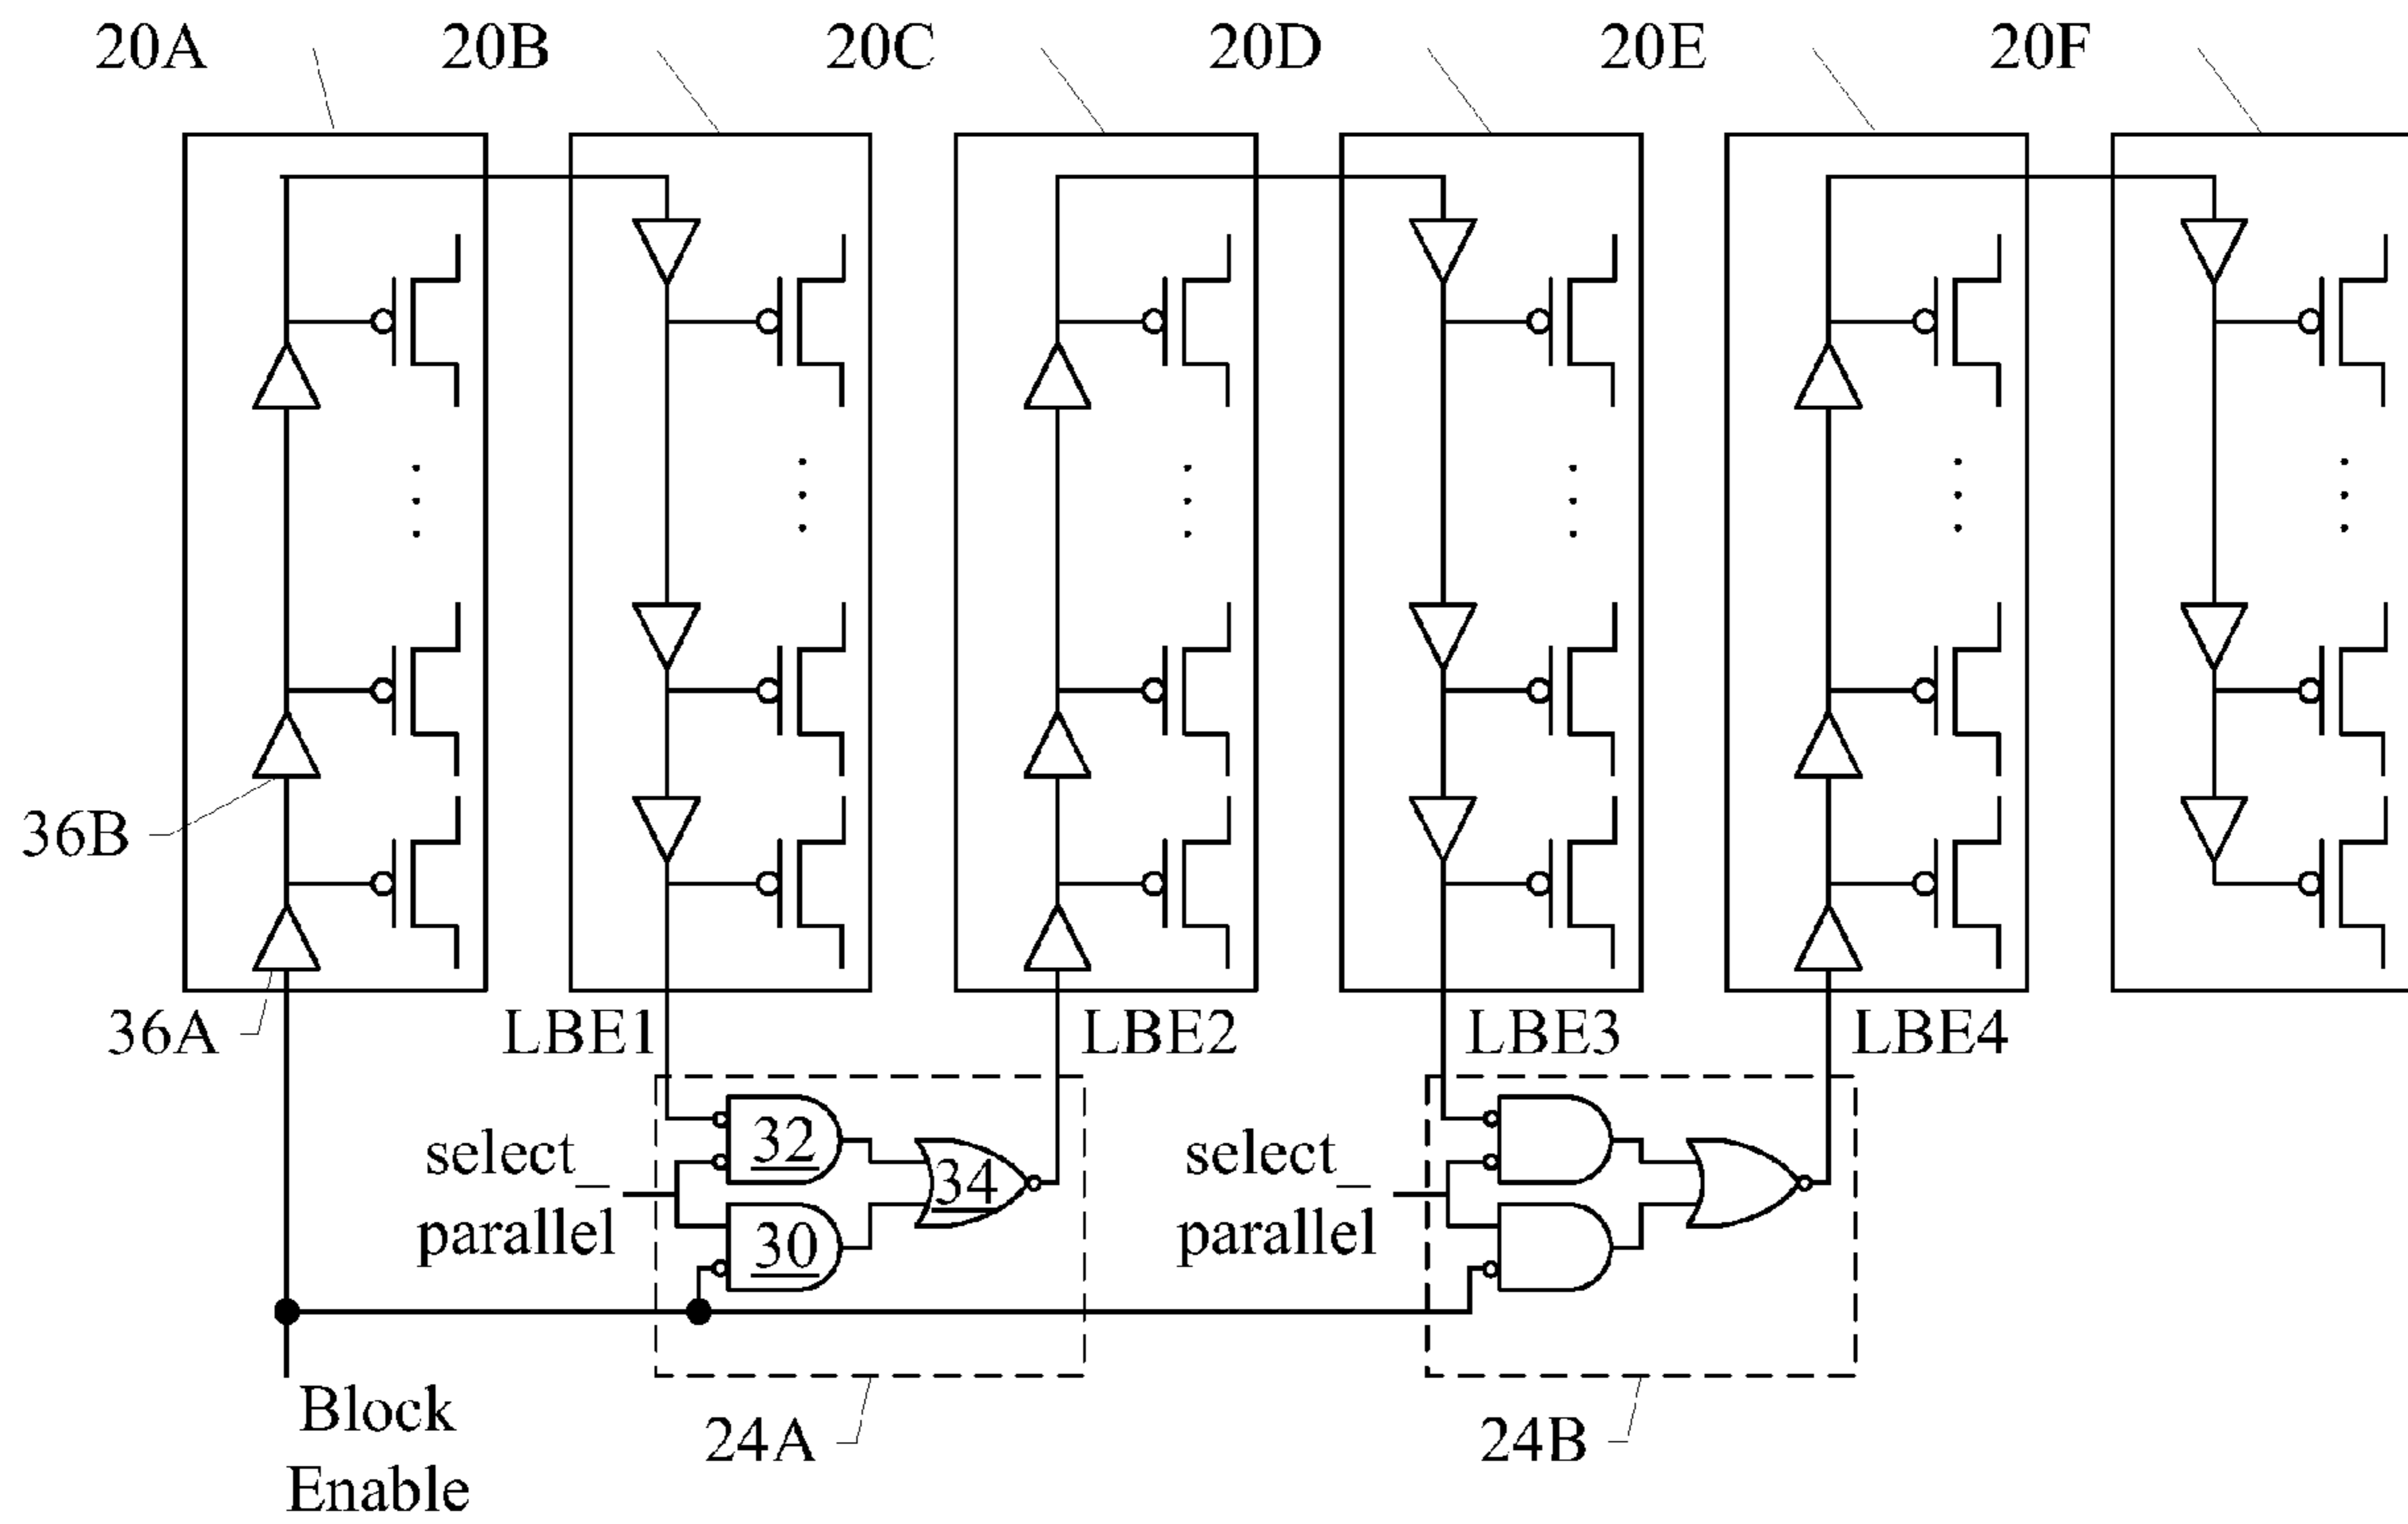 20A 20B 20C 20D 20E 20F
36B
36A LBE1 LBE2 LBE3 LBE4
select_ 32 34 select_
parallel 30 parallel
Block 24A 24B
Enable